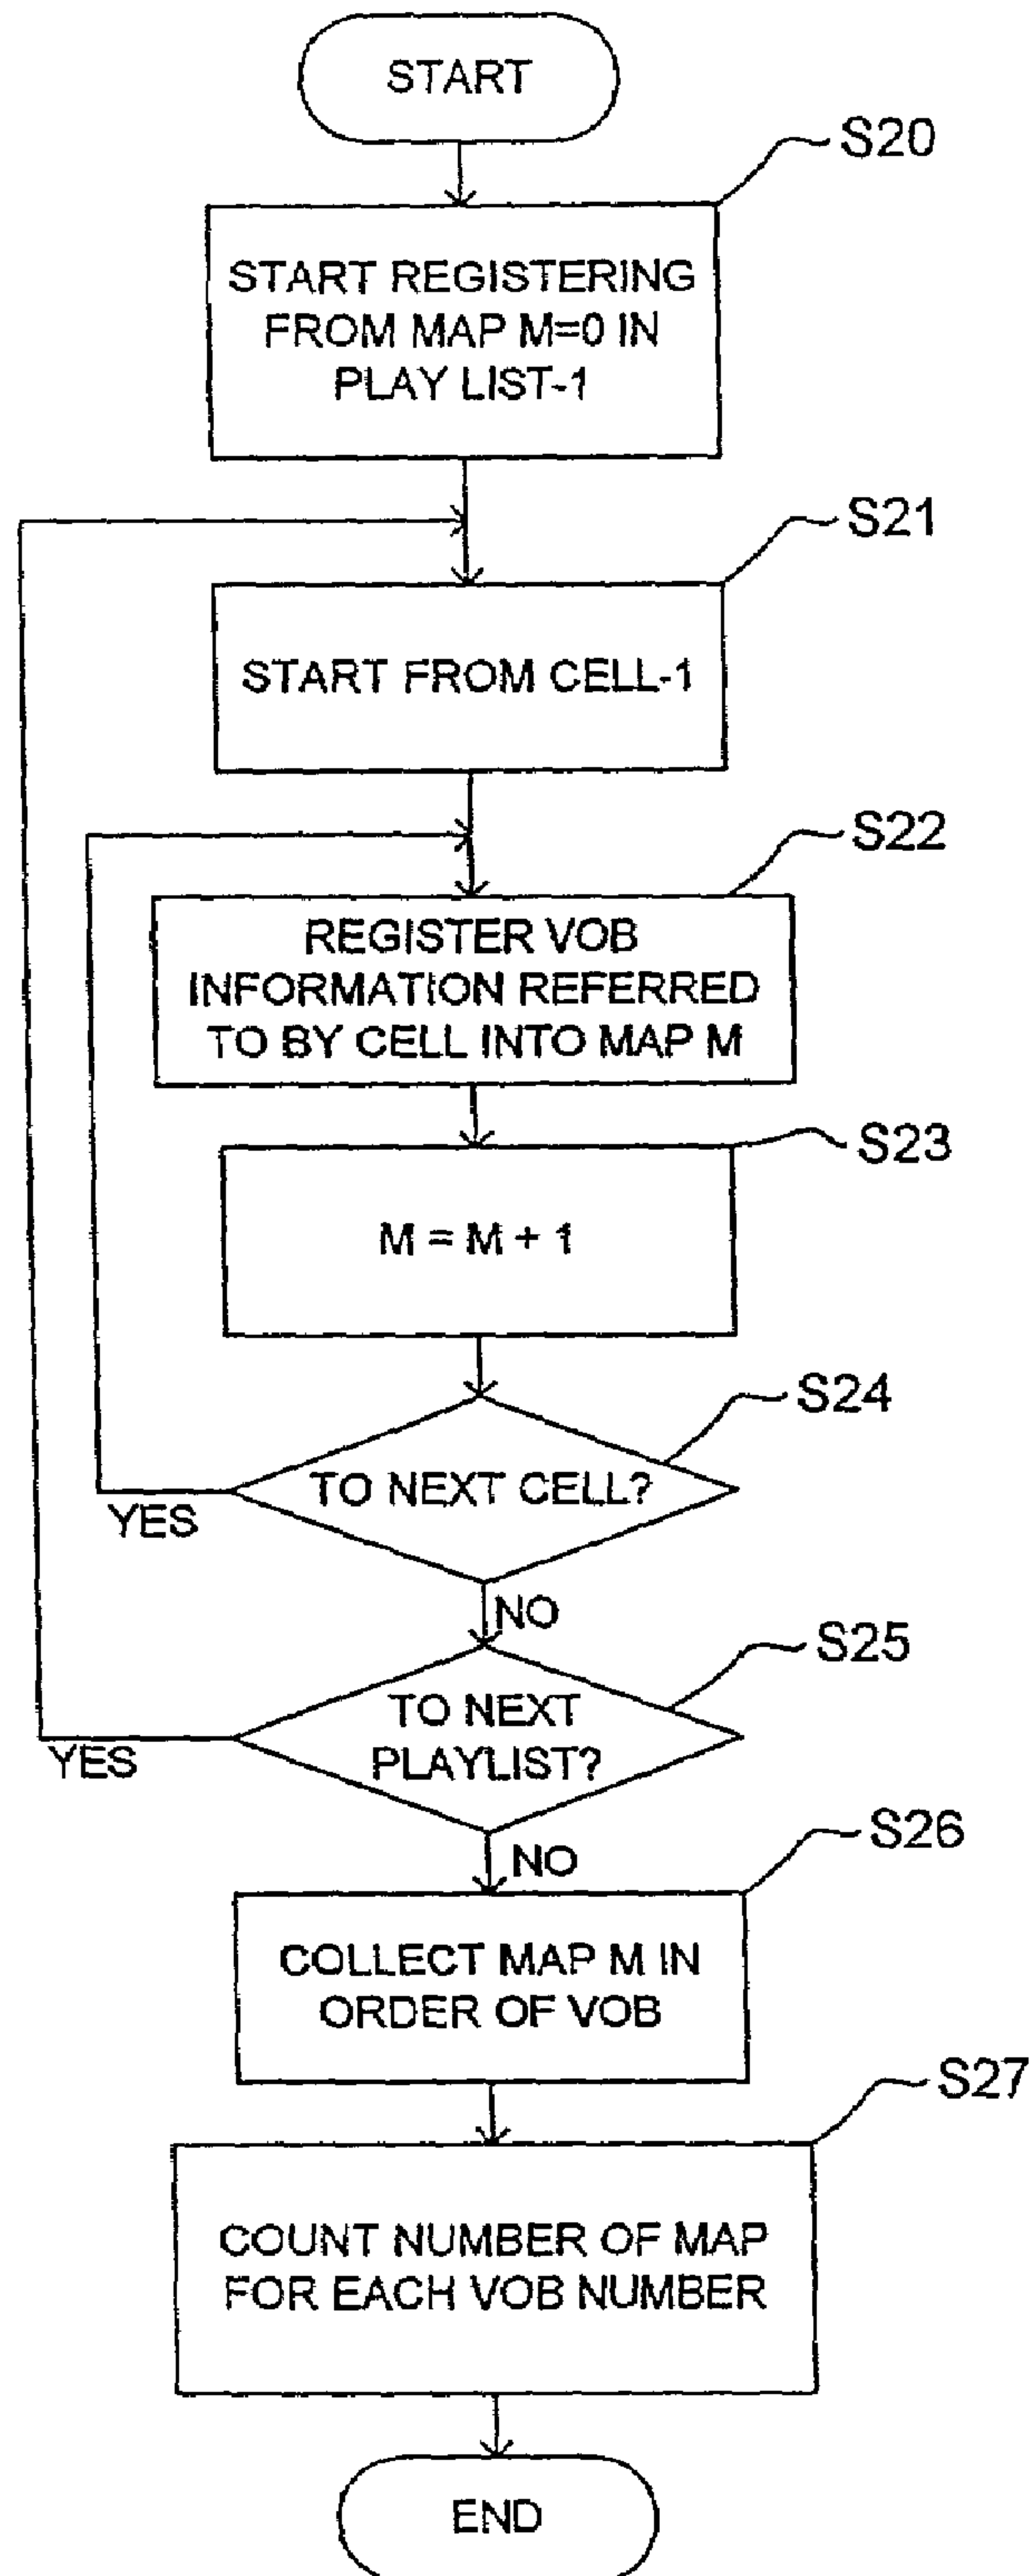 START
S20
START REGISTERING
FROM MAP M=0 IN
PLAY LIST-1
S21
START FROM CELL-1
S22
REGISTER VOB
INFORMATION REFERRED
TO BY CELL INTO MAP M
S23
M = M + 1
S24
TO NEXT CELL?
YES
NO
S25
TO NEXT
PLAYLIST?
YES
NO
S26
COLLECT MAP M IN
ORDER OF VOB
S27
COUNT NUMBER OF MAP
FOR EACH VOB NUMBER
END